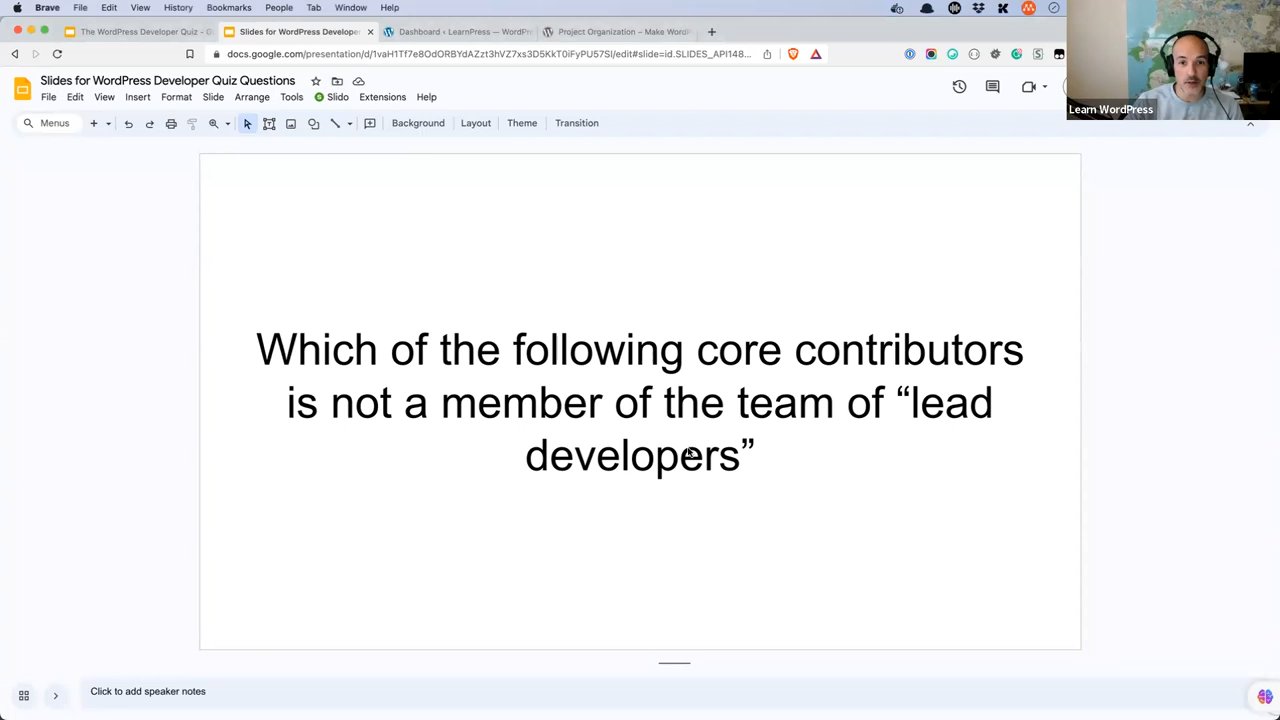 Brave File Edit View History Bookmarks People Tab Window Help
The WordPress Developer Quiz - G
Slides for WordPress Developer
Dashboard ‹ LearnPress — WordPr
Project Organization – Make WordP
docs.google.com/presentation/d/1vaH1Tf7e8OdORBYdAZzt3hVZ7xs3D5KkT0iFyPU57SI/edit#slide=id.SLIDES_API148...
Slides for WordPress Developer Quiz Questions
File Edit View Insert Format Slide Arrange Tools Slido Extensions Help
Learn WordPress
Menus Background Layout Theme Transition
Which of the following core contributors
is not a member of the team of “lead
developers”
Click to add speaker notes